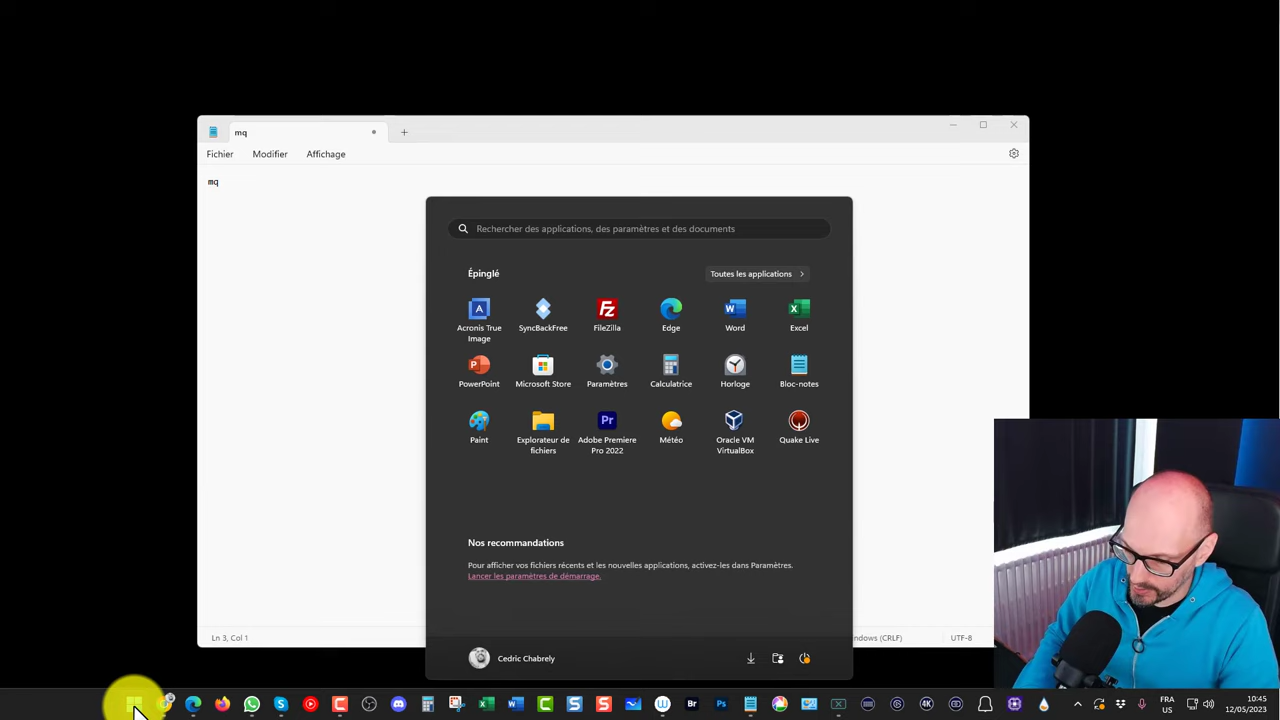 mq
Fichier Modifier Affichage
mq
Rechercher des applications, des paramètres et des documents
Épinglé
Toutes les applications
Acronis True Image
SyncBackFree
FileZilla
Edge
Word
Excel
PowerPoint
Microsoft Store
Paramètres
Calculatrice
Horloge
Bloc-notes
Paint
Explorateur de fichiers
Adobe Premiere Pro 2022
Météo
Oracle VM VirtualBox
Quake Live
Nos recommandations
Pour afficher vos fichiers récents et les nouvelles applications, activez-les dans Paramètres.
Lancer les paramètres de démarrage.
Ln 3, Col 1
ndows (CRLF)
UTF-8
Cedric Chabrely
FRA
US
10:45
12/05/2023